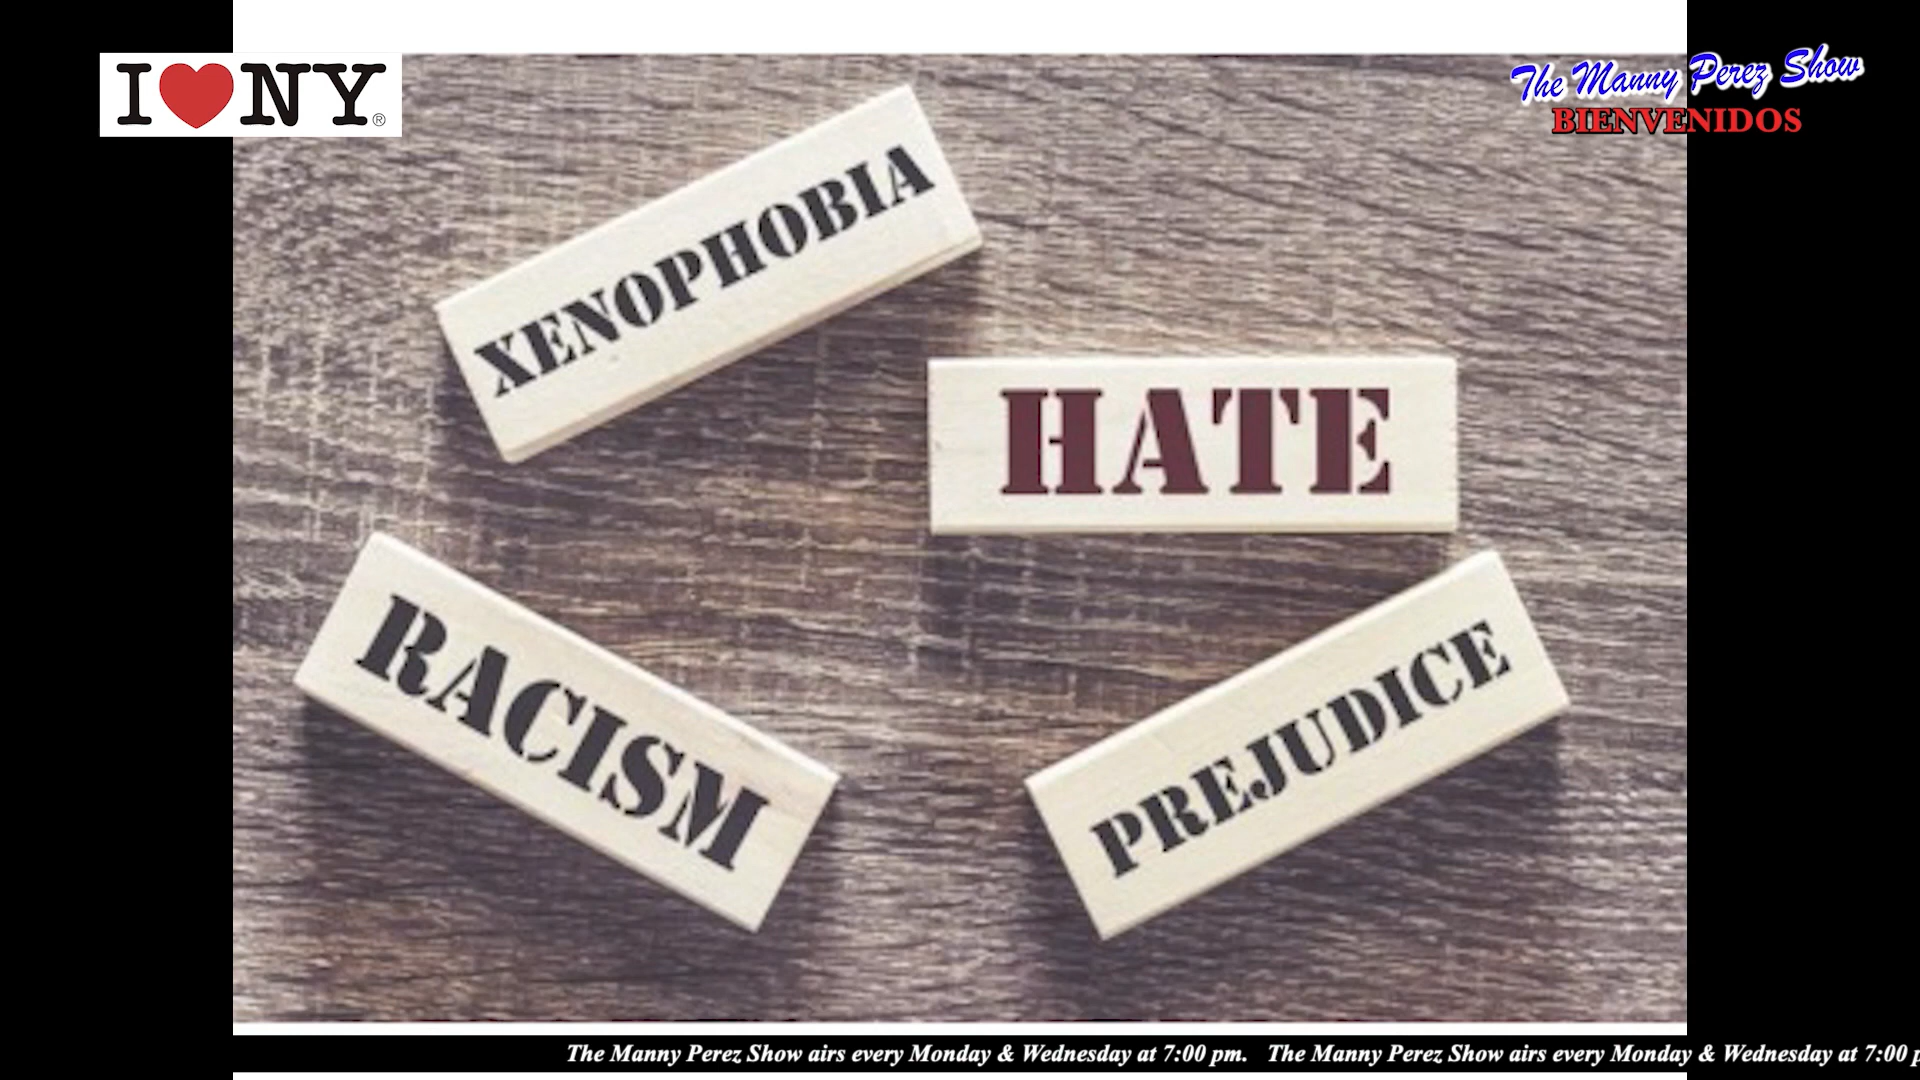 I NY®
The Manny Perez Show
BIENVENIDOS
XENOPHOBIA
HATE
RACISM
PREJUDICE
The Manny Perez Show airs every Monday & Wednesday at 7:00 pm. The Manny Perez Show airs every Monday & Wednesday at 7:00 p